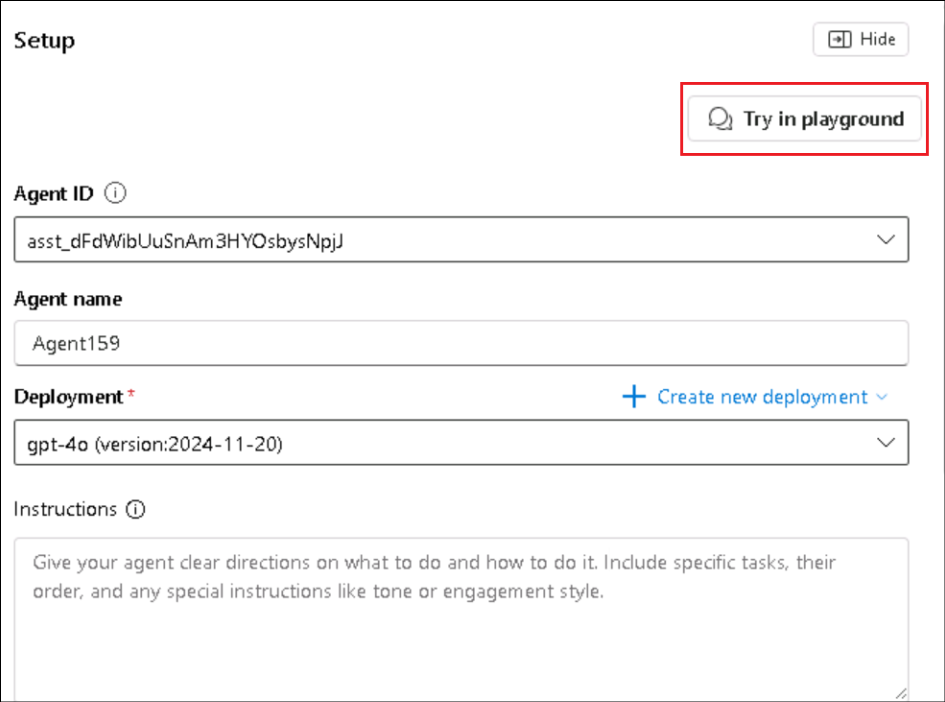 Setup
Hide
Try in playground
Agent ID
asst_dFdWibUuSnAm3HYOsbysNpjJ
Agent name
Agent159
Deployment *
Create new deployment
gpt-4o (version:2024-11-20)
Instructions
Give your agent clear directions on what to do and how to do it. Include specific tasks, their
order, and any special instructions like tone or engagement style.